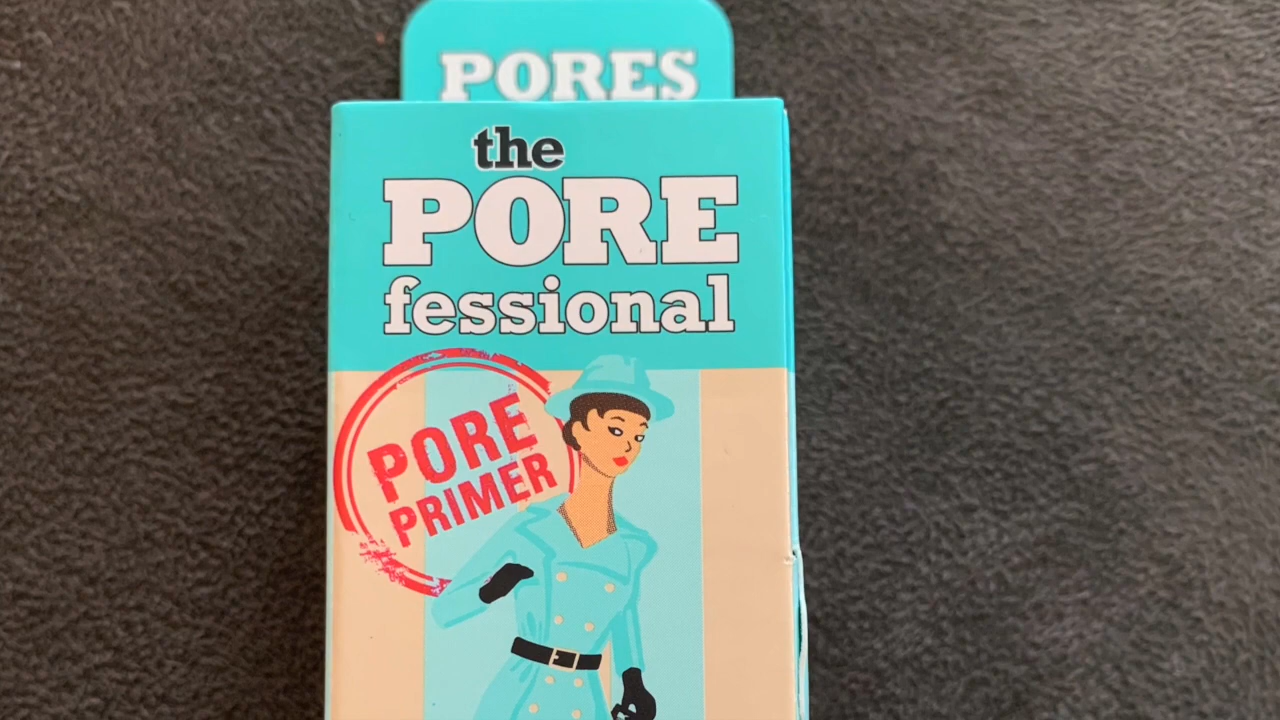 PORES
the
PORE
fessional
PORE
PRIMER